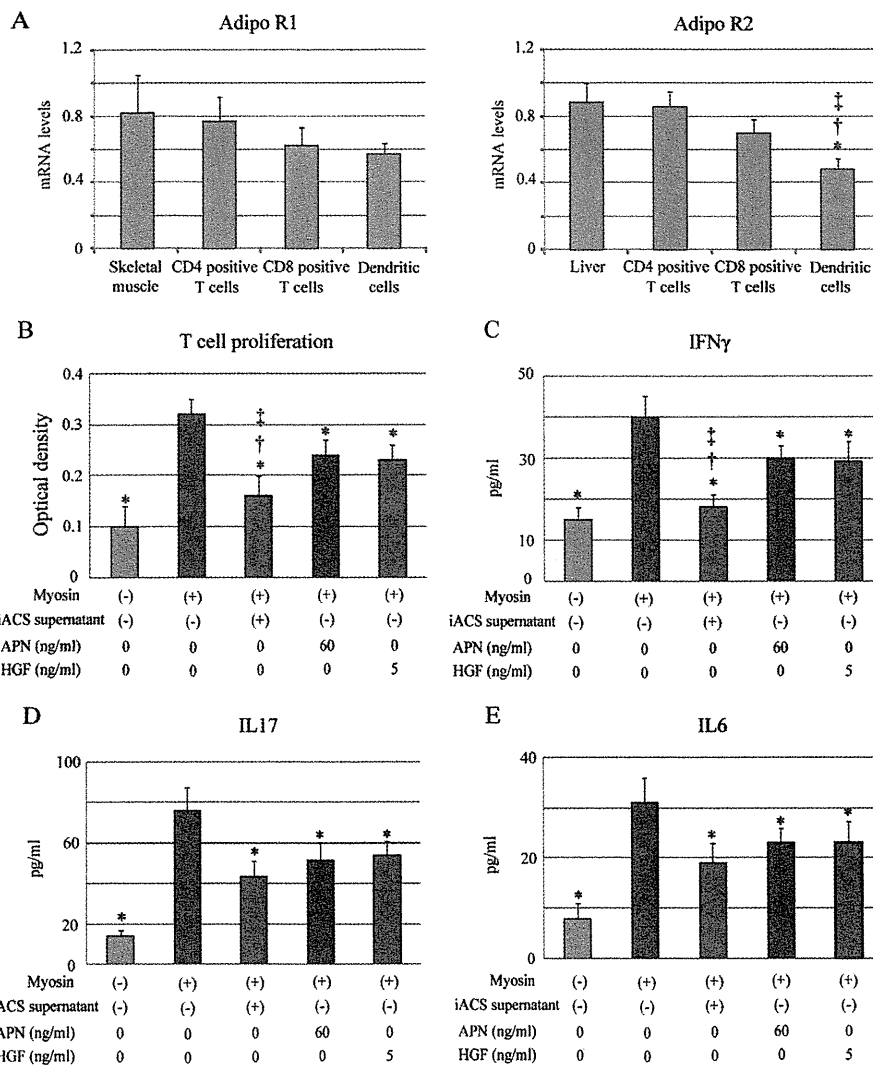 A
Adipo R1
1.2
0.8
0.4
0
mRNA levels
Skeletal muscle
CD4 positive T cells
CD8 positive T cells
Dendritic cells
Adipo R2
1.2
0.8
0.4
0
mRNA levels
‡
†
*
Liver
CD4 positive T cells
CD8 positive T cells
Dendritic cells
B
T cell proliferation
0.4
0.3
0.2
0.1
0
Optical density
*
‡
†
*
*
*
Myosin (-) (+) (+) (+) (+)
iACS supernatant (-) (-) (+) (-) (-)
APN (ng/ml) 0 0 0 60 0
HGF (ng/ml) 0 0 0 0 5
C
IFNγ
50
30
10
0
pg/ml
*
‡
†
*
*
*
Myosin (-) (+) (+) (+) (+)
iACS supernatant (-) (-) (+) (-) (-)
APN (ng/ml) 0 0 0 60 0
HGF (ng/ml) 0 0 0 0 5
D
IL17
100
60
20
0
pg/ml
*
*
*
*
Myosin (-) (+) (+) (+) (+)
ACS supernatant (-) (-) (+) (-) (-)
APN (ng/ml) 0 0 0 60 0
HGF (ng/ml) 0 0 0 0 5
E
IL6
40
20
0
pg/ml
*
*
*
*
Myosin (-) (+) (+) (+) (+)
iACS supernatant (-) (-) (+) (-) (-)
APN (ng/ml) 0 0 0 60 0
HGF (ng/ml) 0 0 0 0 5